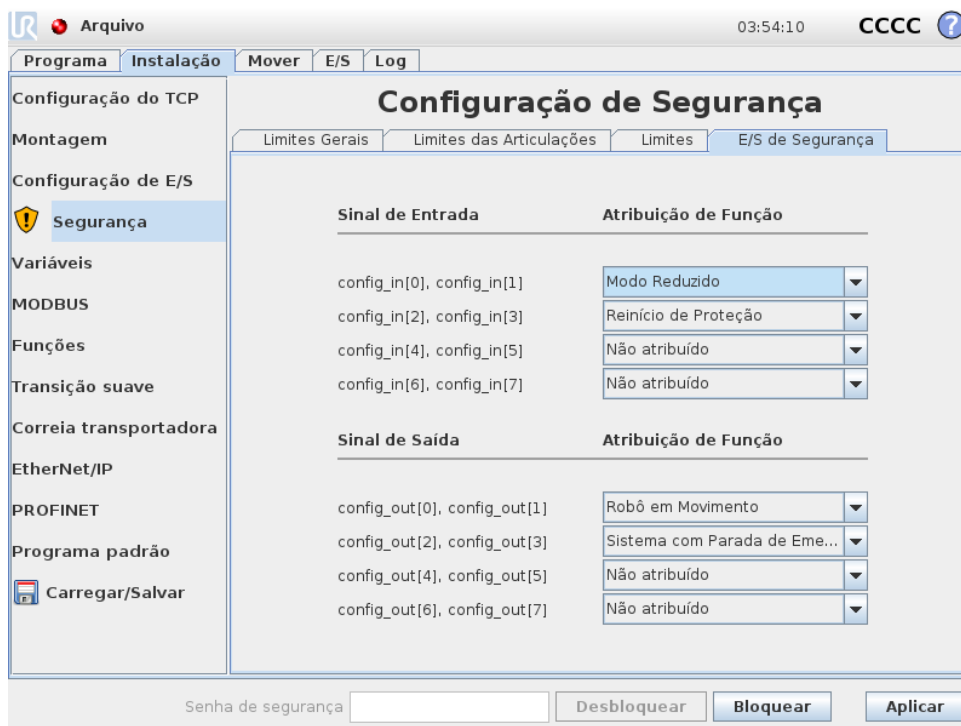 UR Arquivo 03:54:10 CCCC ?
Programa Instalação Mover E/S Log
Configuração do TCP
Montagem
Configuração de E/S
Segurança
Variáveis
MODBUS
Funções
Transição suave
Correia transportadora
EtherNet/IP
PROFINET
Programa padrão
Carregar/Salvar
Configuração de Segurança
Limites Gerais Limites das Articulações Limites E/S de Segurança
Sinal de Entrada Atribuição de Função
config_in[0], config_in[1] Modo Reduzido
config_in[2], config_in[3] Reinício de Proteção
config_in[4], config_in[5] Não atribuído
config_in[6], config_in[7] Não atribuído
Sinal de Saída Atribuição de Função
config_out[0], config_out[1] Robô em Movimento
config_out[2], config_out[3] Sistema com Parada de Eme...
config_out[4], config_out[5] Não atribuído
config_out[6], config_out[7] Não atribuído
Senha de segurança Desbloquear Bloquear Aplicar